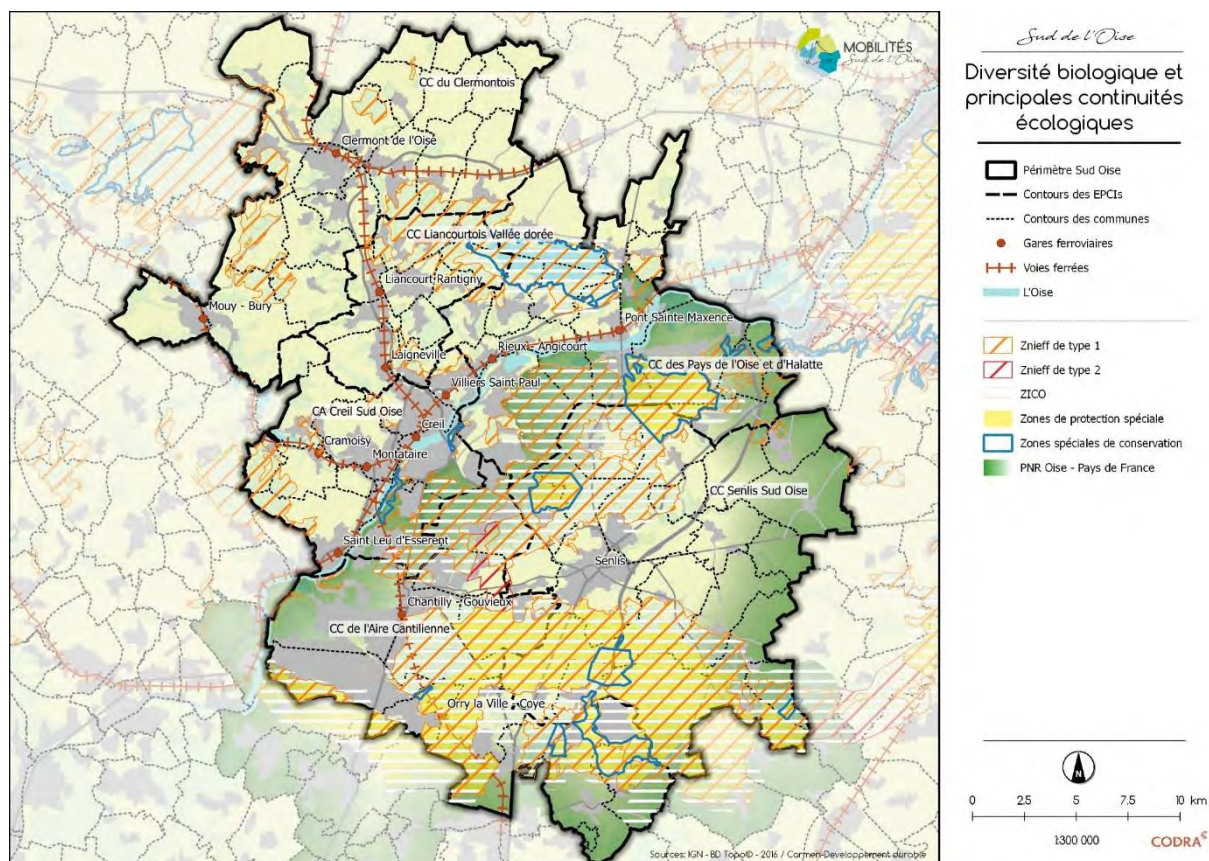 MOBILITÉS
Sud de l'Oise
CC du Clermontois
Clermont de l'Oise
CC Liancourtois Vallée dorée
Liancourt Rantigny
Mouy - Bury
Pont Sainte Maxence
Rieux - Angicourt
Laigneville
CC des Pays de l'Oise et d'Halatte
Villiers Saint Paul
CA Creil Sud Oise
Creil
Cramoisy
Montataire
CC Senlis Sud Oise
Saint Leu d'Esserent
Senlis
Chantilly - Gouvieux
CC de l'Aire Cantilienne
Orry la Ville - Coye
Sources: IGN - BD Topo© - 2016 / Carmen-Developpement durable
Sud de l'Oise
Diversité biologique et
principales continuités
écologiques
Périmètre Sud Oise
Contours des EPCIs
Contours des communes
Gares ferroviaires
Voies ferrées
L'Oise
Znieff de type 1
Znieff de type 2
ZICO
Zones de protection spéciale
Zones spéciales de conservation
PNR Oise - Pays de France
N
0 2.5 5 7.5 10 km
1:300 000
CODRA